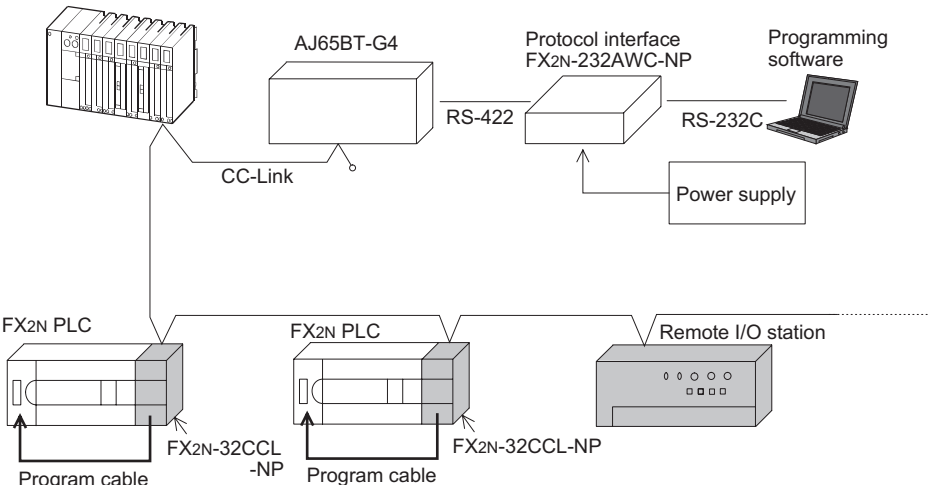 AJ65BT-G4
Protocol interface
FX2N-232AWC-NP
Programming
software
RS-422
RS-232C
CC-Link
Power supply
FX2N PLC
FX2N PLC
Remote I/O station
FX2N-32CCL
-NP
FX2N-32CCL-NP
Program cable
Program cable